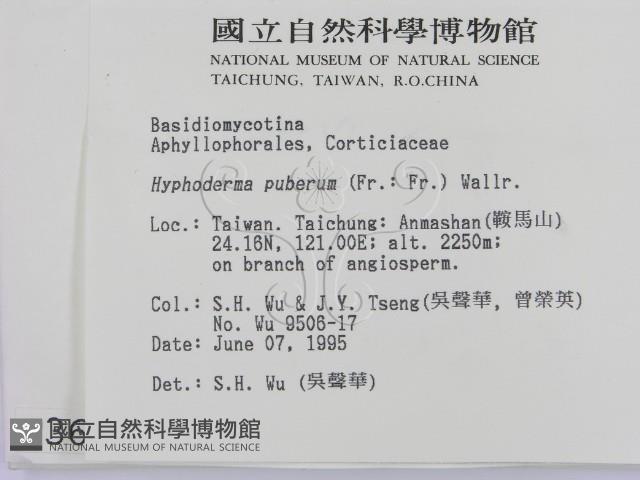 國立自然科學博物館
NATIONAL MUSEUM OF NATURAL SCIENCE
TAICHUNG, TAIWAN, R.O.CHINA
Basidiomycotina
Aphyllophorales, Corticiaceae
Hyphoderma puberum (Fr.: Fr.) Wallr.
Loc.: Taiwan. Taichung: Anmashan(鞍馬山)
24.16N, 121.00E; alt. 2250m;
on branch of angiosperm.
Col.: S.H. Wu & J.Y. Tseng(吳聲華, 曾榮英)
No. Wu 9506-17
Date: June 07, 1995
Det.: S.H. Wu (吳聲華)
36
國立自然科學博物館
NATIONAL MUSEUM OF NATURAL SCIENCE